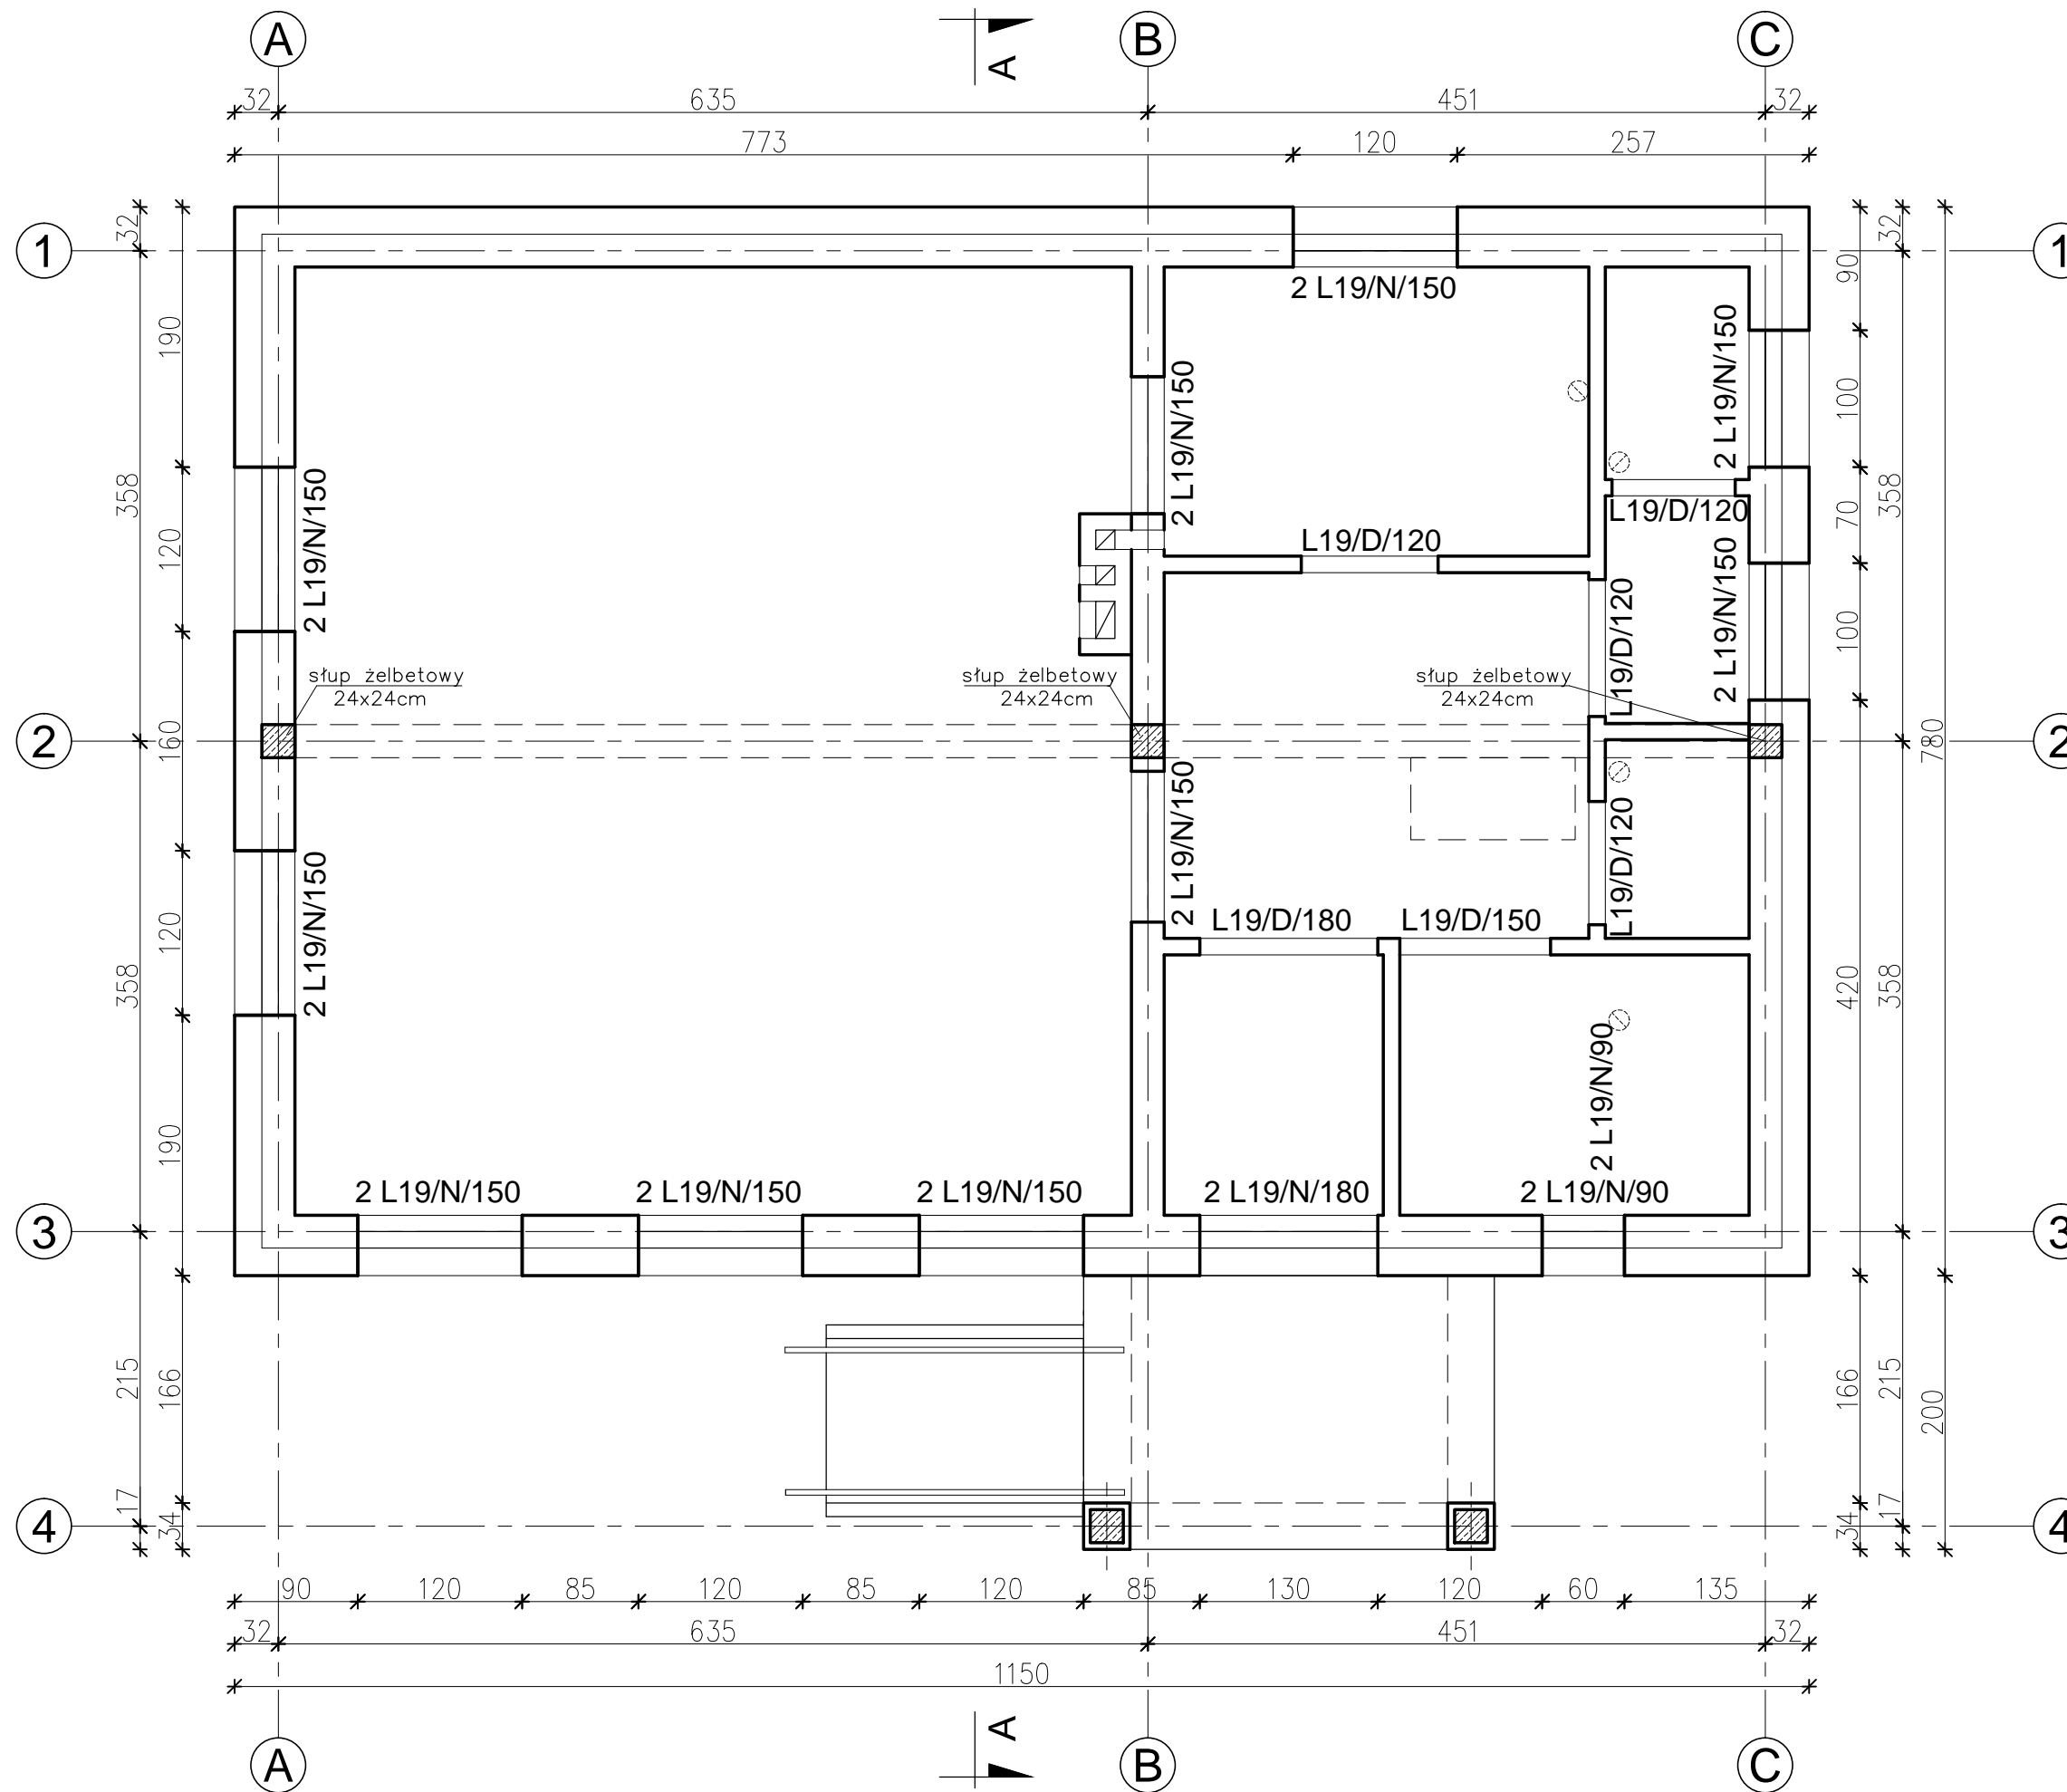 A
B
C
A
32
635
451
32
773
120
257
1
1
32
190
358
120
160
120
358
190
215
166
17
34
32
90
100
358
70
100
780
420
358
166
215
200
34
17
2 L19/N/150
2 L19/N/150
2 L19/N/150
2 L19/N/150
L19/D/120
L19/D/120
2 L19/N/150
L19/D/120
słup żelbetowy
24x24cm
słup żelbetowy
24x24cm
słup żelbetowy
24x24cm
2
2
2 L19/N/150
2 L19/N/150
L19/D/120
L19/D/180
L19/D/150
2 L19/N/90
2 L19/N/150
2 L19/N/150
2 L19/N/150
2 L19/N/180
2 L19/N/90
3
3
4
4
90
120
85
120
85
120
85
130
120
60
135
32
635
451
32
1150
A
A
B
C